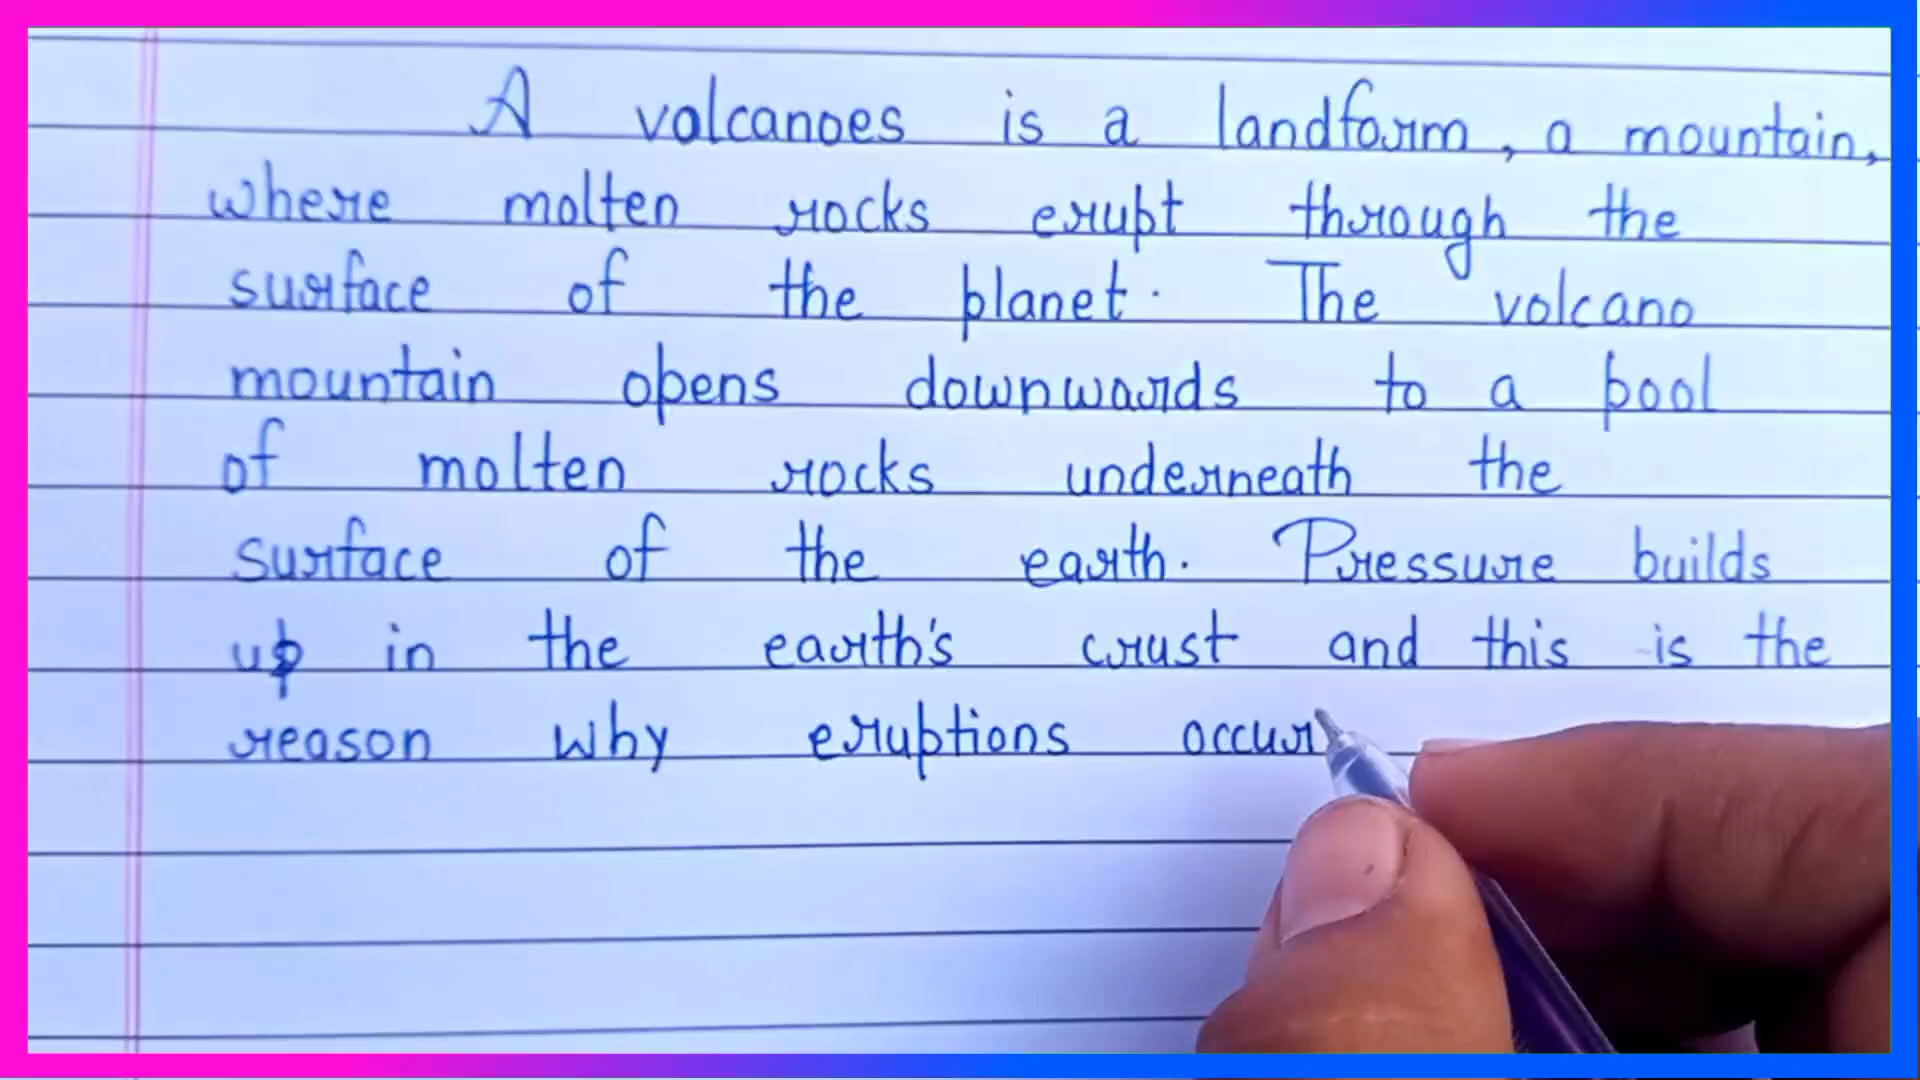 A volcanoes is a landform, a mountain,
where molten rocks erupt through the
surface of the planet. The volcano
mountain opens downwards to a pool
of molten rocks underneath the
surface of the earth. Pressure builds
up in the earth's crust and this is the
reason why eruptions occur